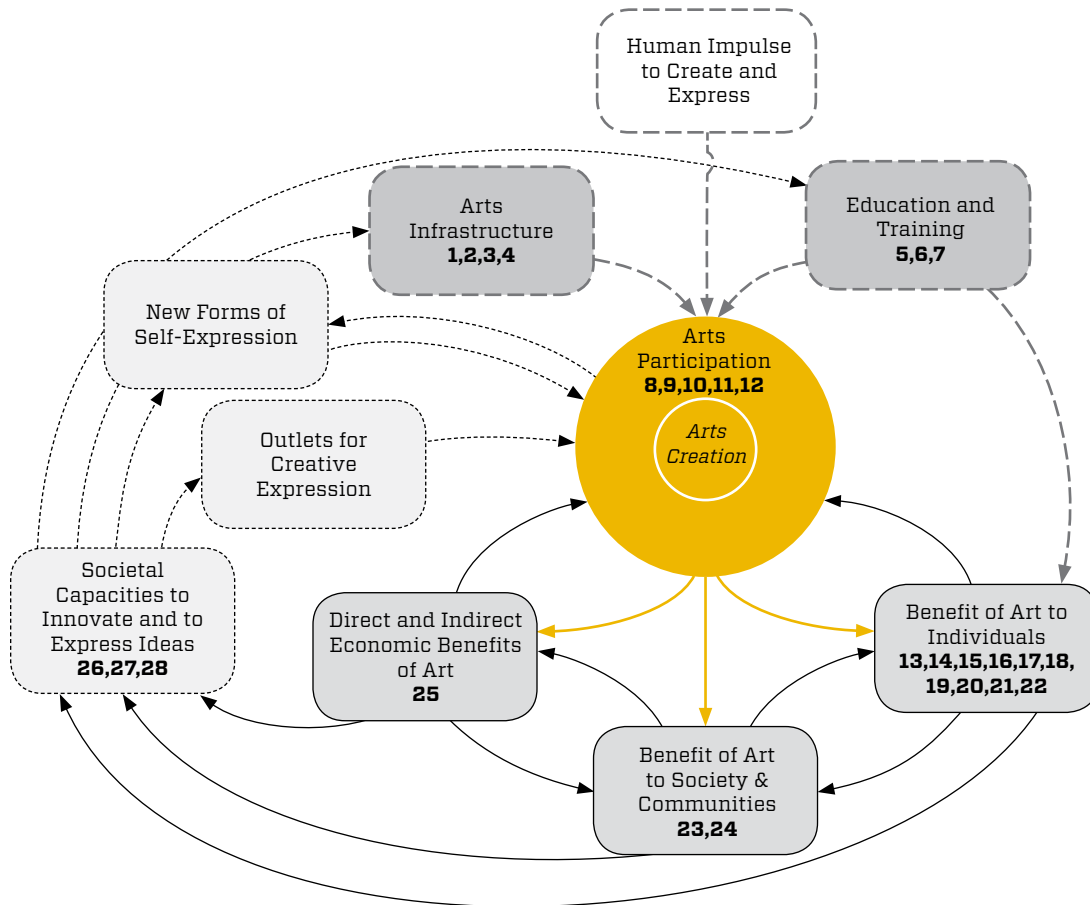 Human Impulse
to Create and
Express
Arts
Infrastructure
1,2,3,4
Education and
Training
5,6,7
New Forms of
Self-Expression
Arts
Participation
8,9,10,11,12
Arts
Creation
Outlets for
Creative
Expression
Societal
Capacities to
Innovate and to
Express Ideas
26,27,28
Direct and Indirect
Economic Benefits
of Art
25
Benefit of Art to
Individuals
13,14,15,16,17,18,
19,20,21,22
Benefit of Art
to Society &
Communities
23,24